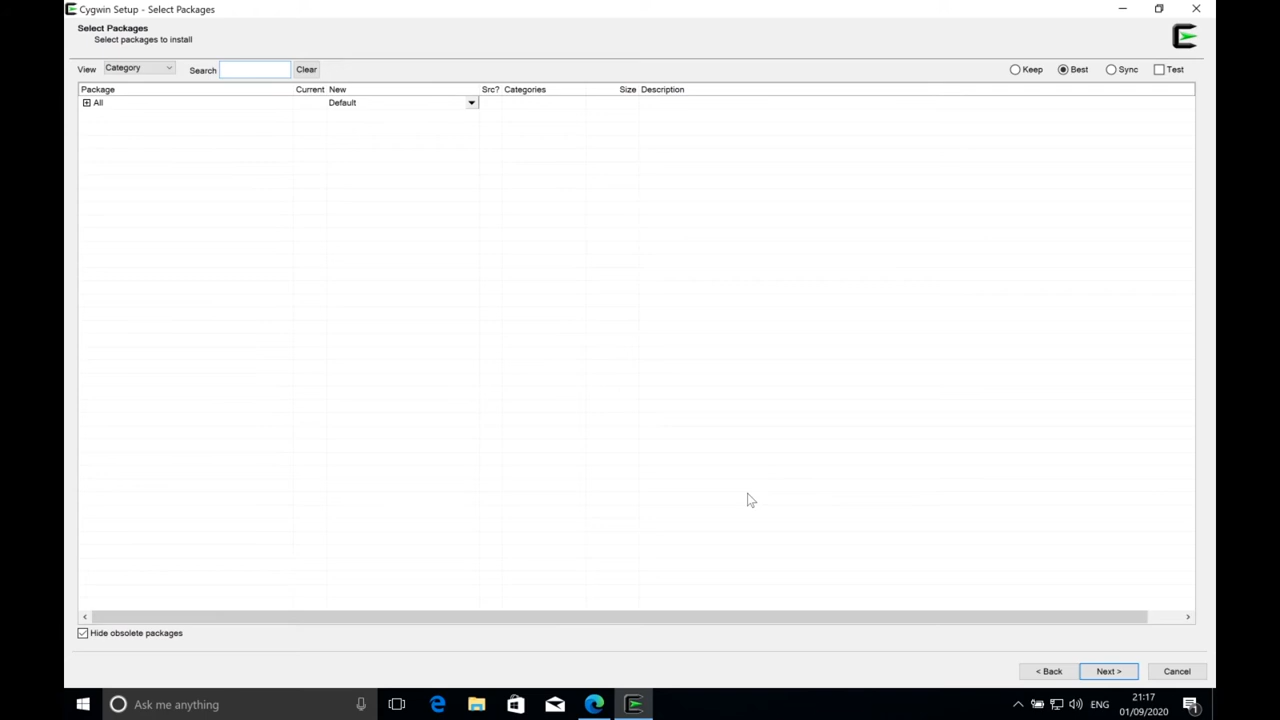 Cygwin Setup - Select Packages
Select Packages
Select packages to install
View Category Search Clear Keep Best Sync Test
Package Current New Src? Categories Size Description
All Default
Hide obsolete packages
< Back Next > Cancel
Ask me anything ENG 21:17
01/09/2020 1